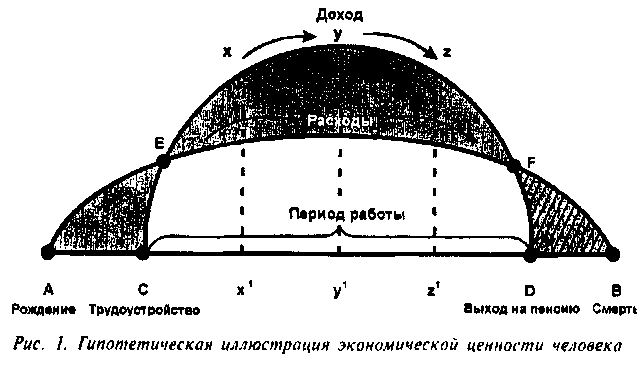 Доход
x y z
Расходы
E F
Период работы
A C x¹ y¹ z¹ D B
Рождение Трудоустройство Выход на пенсию Смерть
Рис. 1. Гипотетическая иллюстрация экономической ценности человека